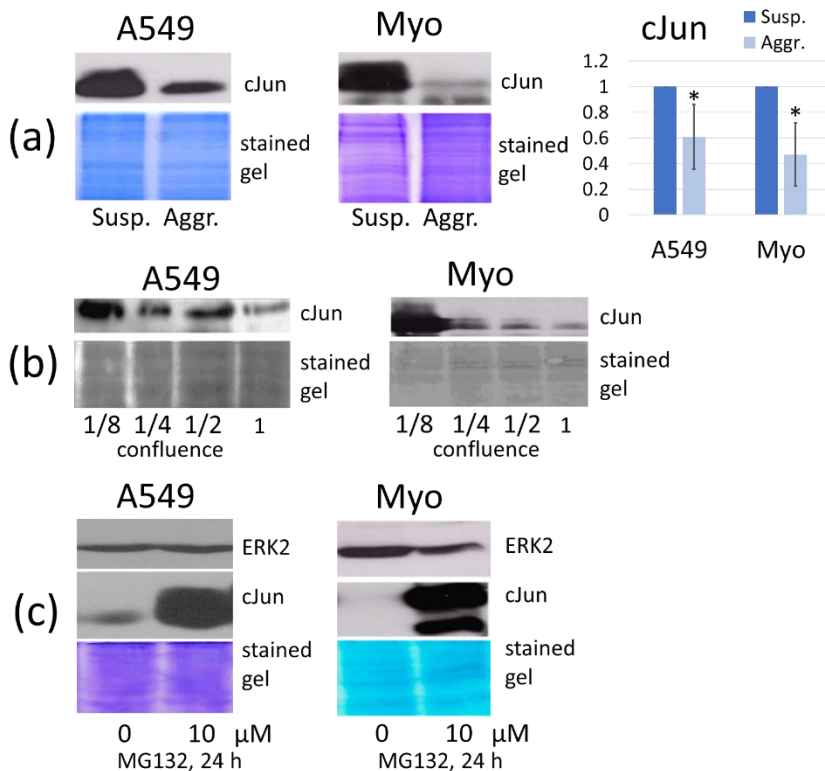 A549
Myo
cJun
Susp.
Aggr.
(a)
cJun
cJun
stained
gel
stained
gel
Susp. Aggr.
Susp. Aggr.
1.2
1
0.8
0.6
0.4
0.2
0
*
*
A549
Myo
A549
Myo
(b)
cJun
cJun
stained
gel
stained
gel
1/8 1/4 1/2 1
confluence
1/8 1/4 1/2 1
confluence
A549
Myo
(c)
ERK2
ERK2
cJun
cJun
stained
gel
stained
gel
0 10 μM
MG132, 24 h
0 10 μM
MG132, 24 h